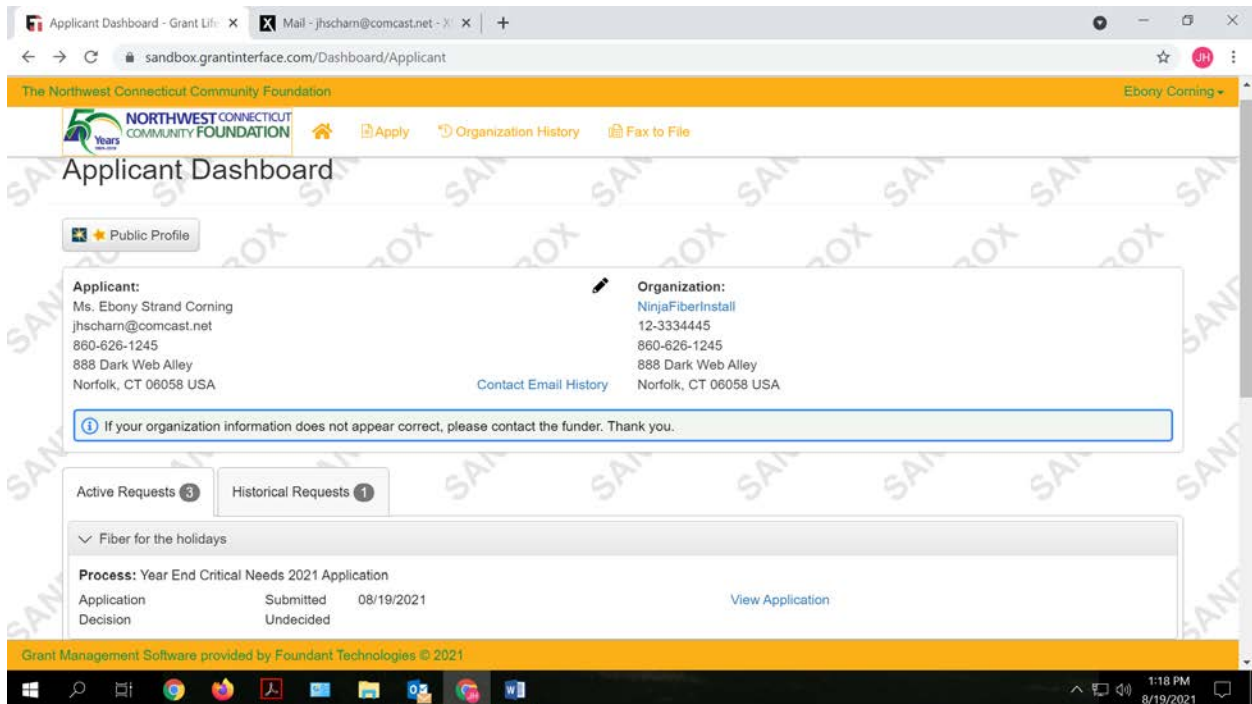 Applicant Dashboard - Grant Life
Mail - jhscharn@comcast.net - X
sandbox.grantinterface.com/Dashboard/Applicant
JH
The Northwest Connecticut Community Foundation
Ebony Corning
50 Years
NORTHWEST CONNECTICUT
COMMUNITY FOUNDATION
Apply
Organization History
Fax to File
Applicant Dashboard
Public Profile
Applicant:
Ms. Ebony Strand Corning
jhscharn@comcast.net
860-626-1245
888 Dark Web Alley
Norfolk, CT 06058 USA
Contact Email History
Organization:
NinjaFiberInstall
12-3334445
860-626-1245
888 Dark Web Alley
Norfolk, CT 06058 USA
If your organization information does not appear correct, please contact the funder. Thank you.
Active Requests 3
Historical Requests 1
Fiber for the holidays
Process: Year End Critical Needs 2021 Application
Application Submitted 08/19/2021 View Application
Decision Undecided
SANDBOX
Grant Management Software provided by Foundant Technologies © 2021
1:18 PM
8/19/2021